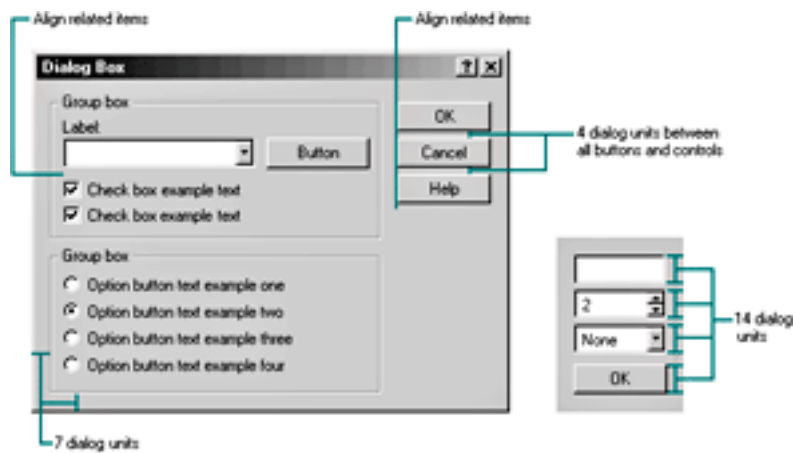 Align related items
Align related items
Dialog Box
?
Group box
Label:
Button
Check box example text
Check box example text
OK
Cancel
Help
4 dialog units between
all buttons and controls
Group box
Option button text example one
Option button text example two
Option button text example three
Option button text example four
7 dialog units
2
None
OK
14 dialog
units